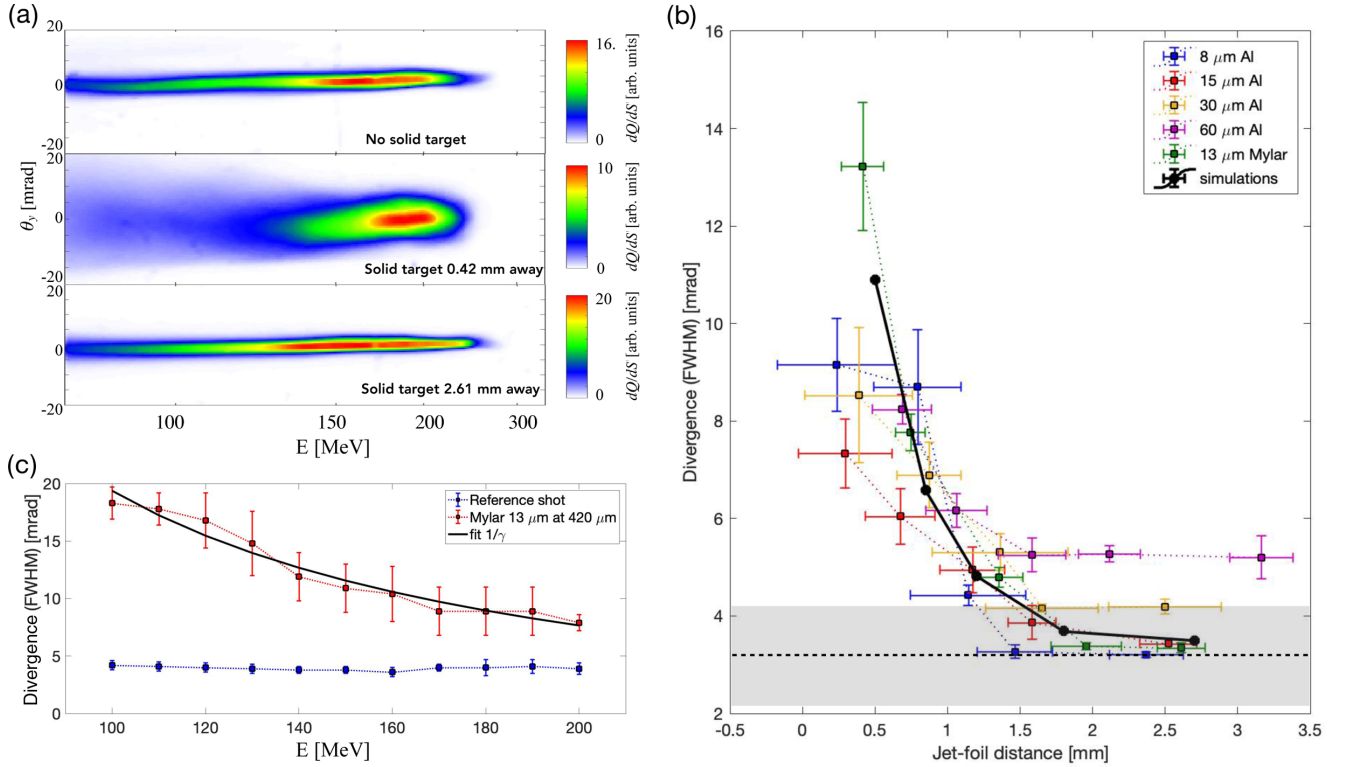 (a)
20
0
-20
No solid target
16.
0
dQ/dS [arb. units]
20
0
-20
θy [mrad]
Solid target 0.42 mm away
10
0
dQ/dS [arb. units]
0
-20
Solid target 2.61 mm away
20
0
dQ/dS [arb. units]
100 150 200 300
E [MeV]
(b)
16
14
12
10
8
6
4
2
Divergence (FWHM) [mrad]
8 μm Al
15 μm Al
30 μm Al
60 μm Al
13 μm Mylar
simulations
-0.5 0 0.5 1 1.5 2 2.5 3 3.5
Jet-foil distance [mm]
(c)
20
15
10
5
0
Divergence (FWHM) [mrad]
Reference shot
Mylar 13 μm at 420 μm
fit 1/γ
100 120 140 160 180 200
E [MeV]